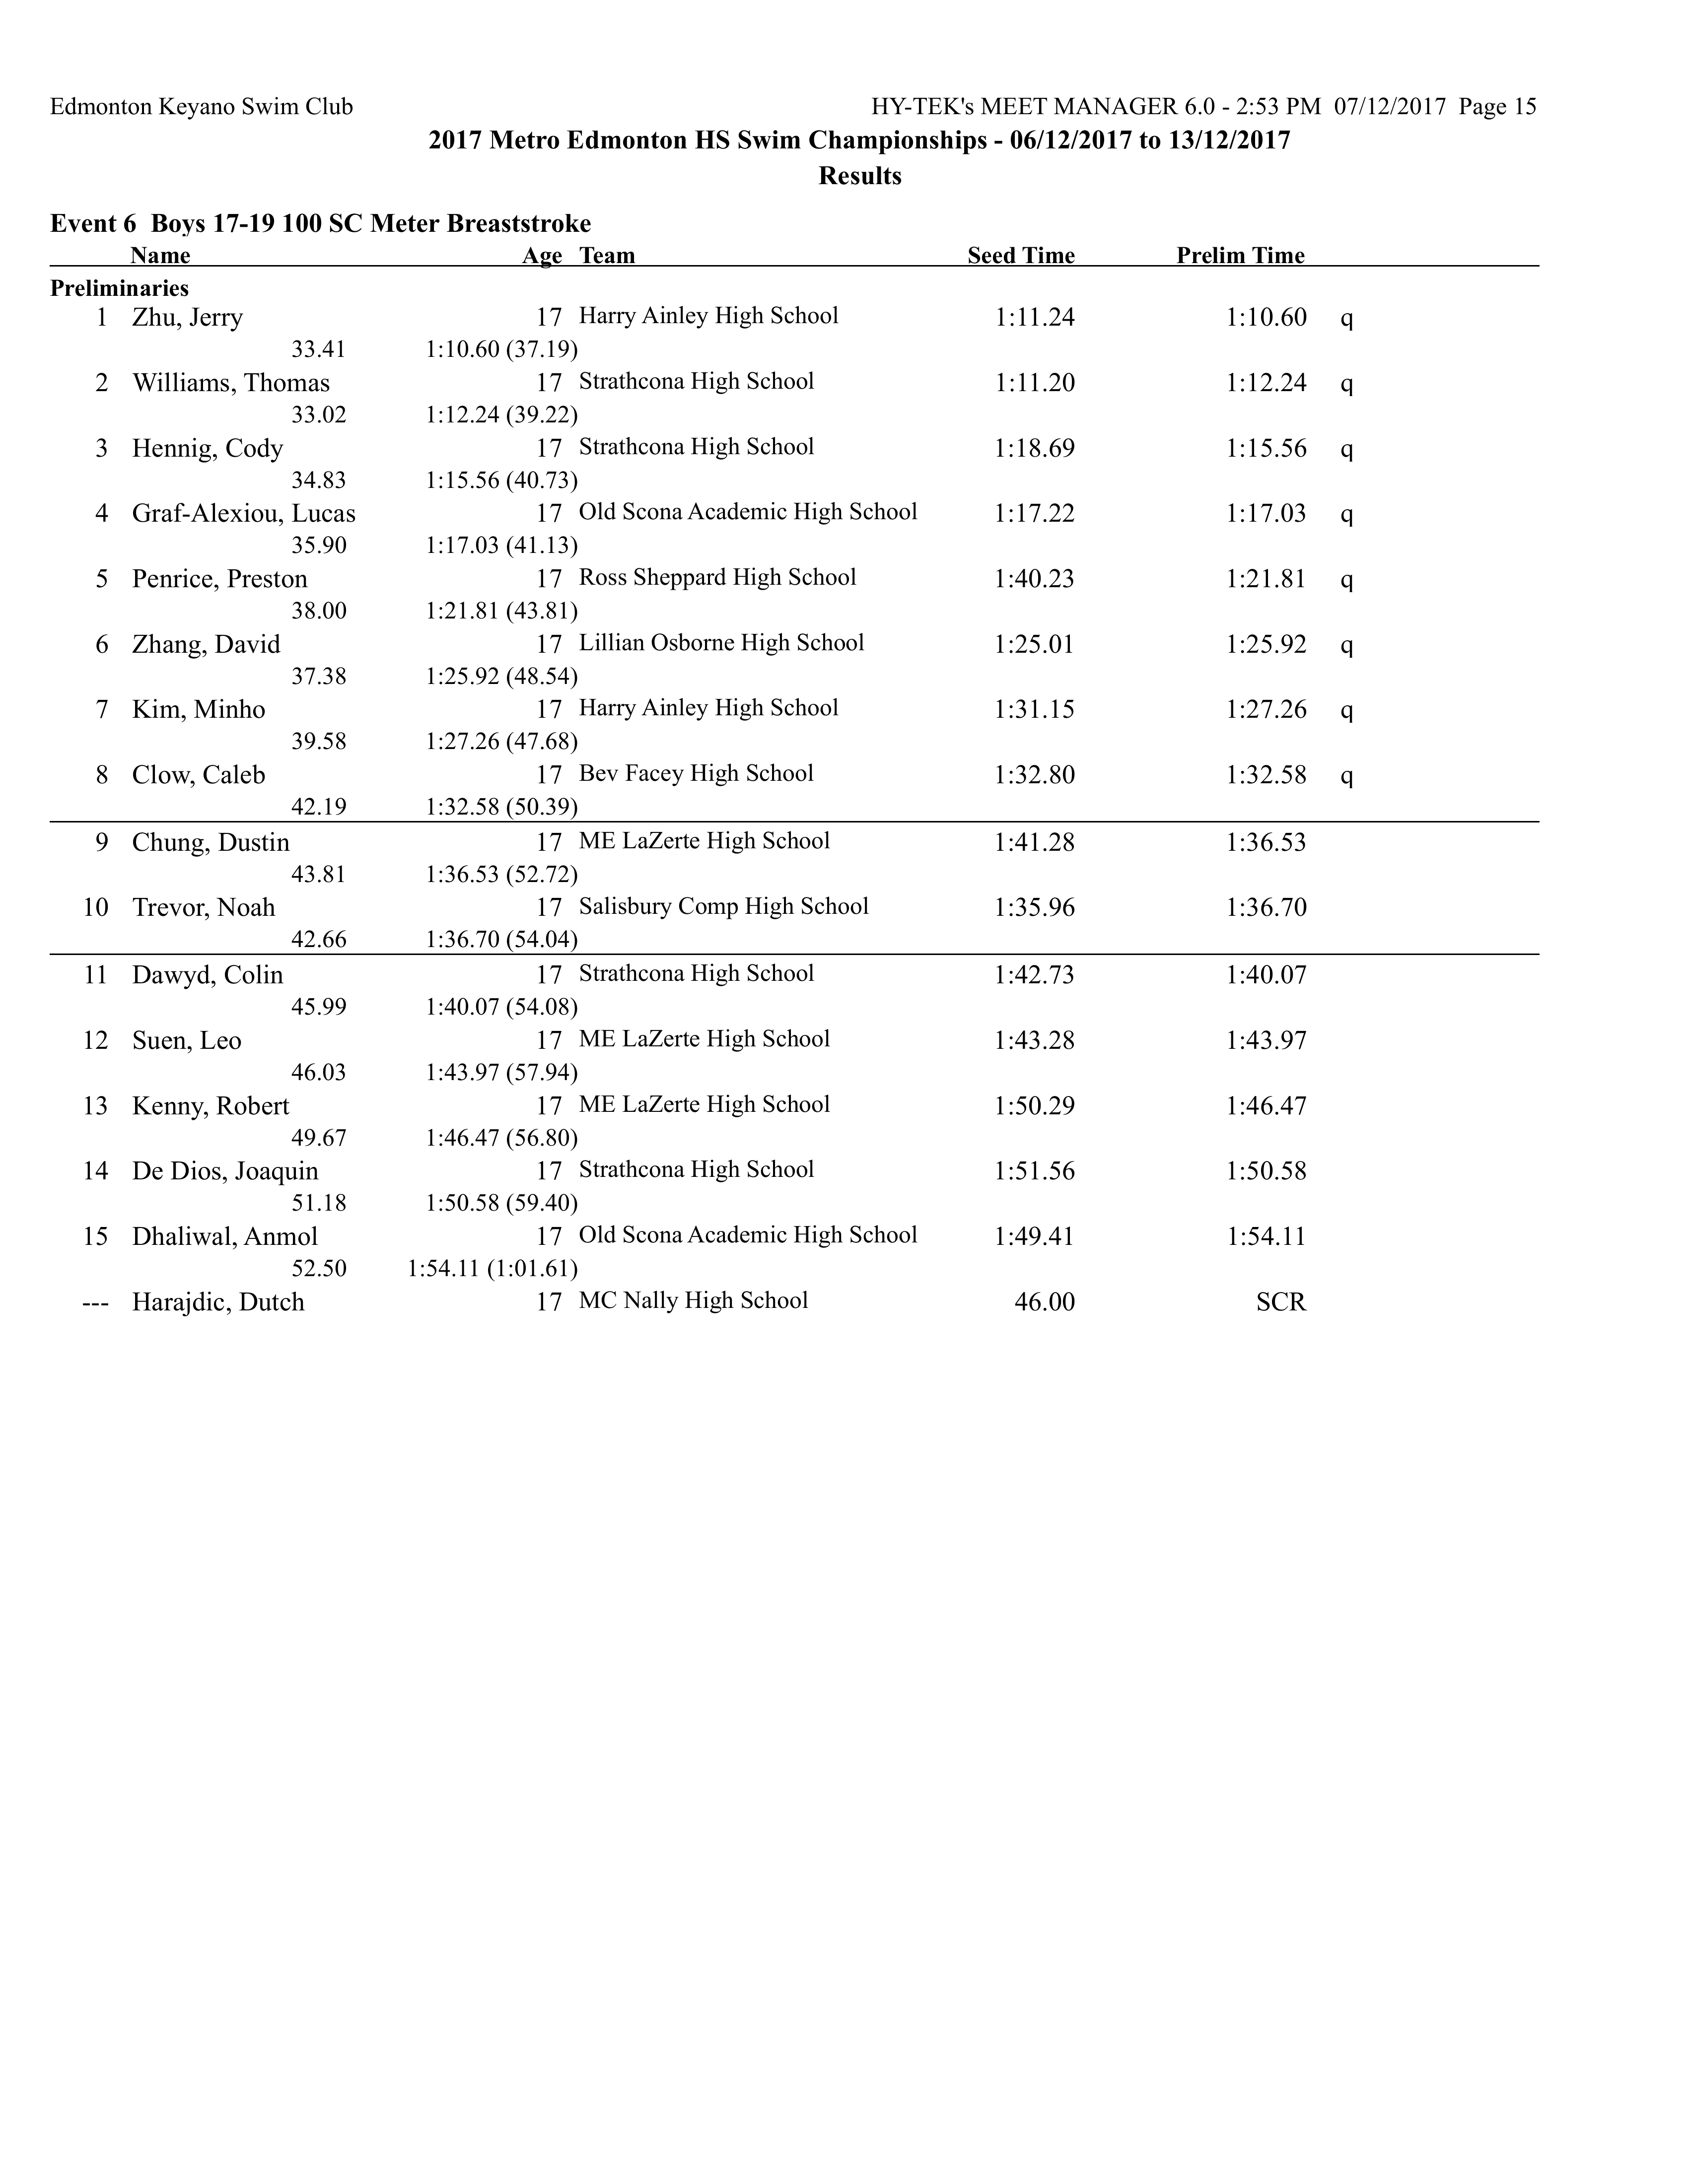 Edmonton Keyano Swim Club HY-TEK's MEET MANAGER 6.0 - 2:53 PM 07/12/2017 Page 15
2017 Metro Edmonton HS Swim Championships - 06/12/2017 to 13/12/2017
Results
Event 6 Boys 17-19 100 SC Meter Breaststroke
Name Age Team Seed Time Prelim Time
Preliminaries
1 Zhu, Jerry 17 Harry Ainley High School 1:11.24 1:10.60 q
33.41 1:10.60 (37.19)
2 Williams, Thomas 17 Strathcona High School 1:11.20 1:12.24 q
33.02 1:12.24 (39.22)
3 Hennig, Cody 17 Strathcona High School 1:18.69 1:15.56 q
34.83 1:15.56 (40.73)
4 Graf-Alexiou, Lucas 17 Old Scona Academic High School 1:17.22 1:17.03 q
35.90 1:17.03 (41.13)
5 Penrice, Preston 17 Ross Sheppard High School 1:40.23 1:21.81 q
38.00 1:21.81 (43.81)
6 Zhang, David 17 Lillian Osborne High School 1:25.01 1:25.92 q
37.38 1:25.92 (48.54)
7 Kim, Minho 17 Harry Ainley High School 1:31.15 1:27.26 q
39.58 1:27.26 (47.68)
8 Clow, Caleb 17 Bev Facey High School 1:32.80 1:32.58 q
42.19 1:32.58 (50.39)
9 Chung, Dustin 17 ME LaZerte High School 1:41.28 1:36.53
43.81 1:36.53 (52.72)
10 Trevor, Noah 17 Salisbury Comp High School 1:35.96 1:36.70
42.66 1:36.70 (54.04)
11 Dawyd, Colin 17 Strathcona High School 1:42.73 1:40.07
45.99 1:40.07 (54.08)
12 Suen, Leo 17 ME LaZerte High School 1:43.28 1:43.97
46.03 1:43.97 (57.94)
13 Kenny, Robert 17 ME LaZerte High School 1:50.29 1:46.47
49.67 1:46.47 (56.80)
14 De Dios, Joaquin 17 Strathcona High School 1:51.56 1:50.58
51.18 1:50.58 (59.40)
15 Dhaliwal, Anmol 17 Old Scona Academic High School 1:49.41 1:54.11
52.50 1:54.11 (1:01.61)
--- Harajdic, Dutch 17 MC Nally High School 46.00 SCR